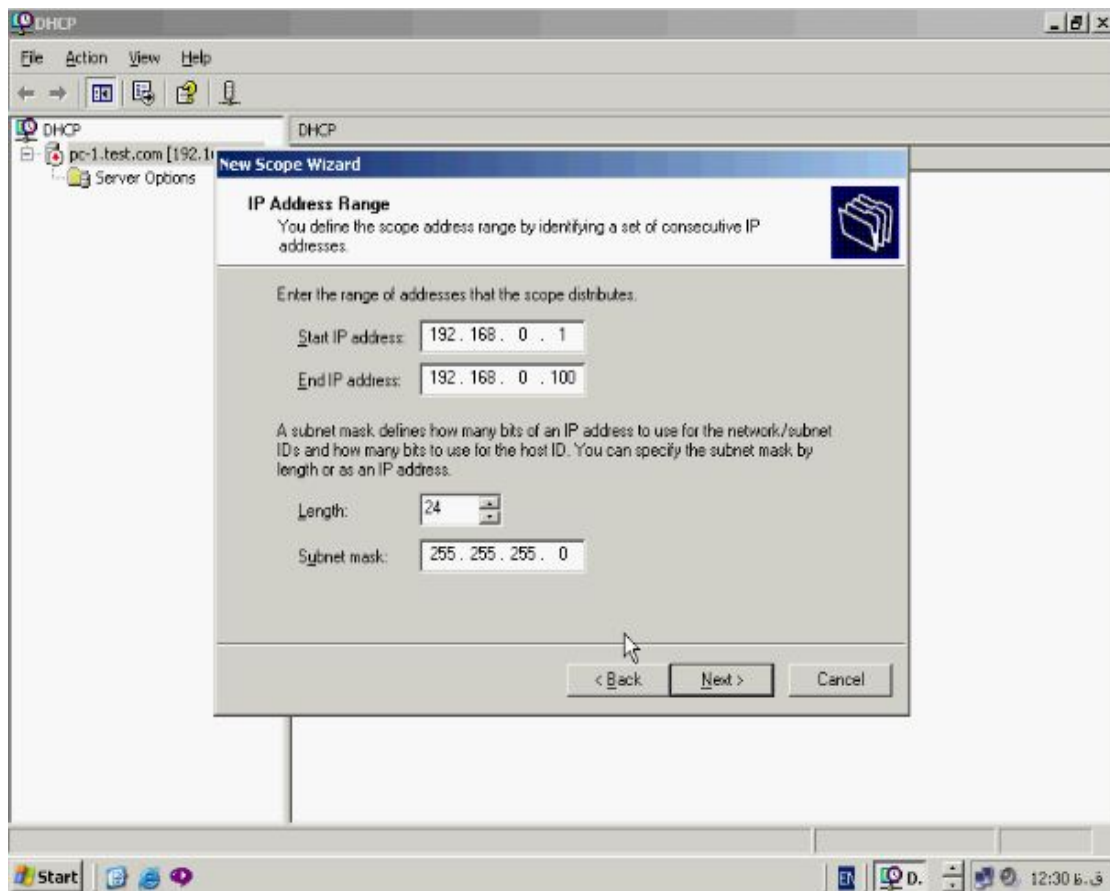 DHCP
File Action View Help
DHCP
DHCP
pc-1.test.com [192.1
Server Options
New Scope Wizard
IP Address Range
You define the scope address range by identifying a set of consecutive IP
addresses.
Enter the range of addresses that the scope distributes.
Start IP address: 192 . 168 . 0 . 1
End IP address: 192 . 168 . 0 . 100
A subnet mask defines how many bits of an IP address to use for the network/subnet
IDs and how many bits to use for the host ID. You can specify the subnet mask by
length or as an IP address.
Length: 24
Subnet mask: 255 . 255 . 255 . 0
< Back Next > Cancel
Start EN D. 12:30 ق.ظ